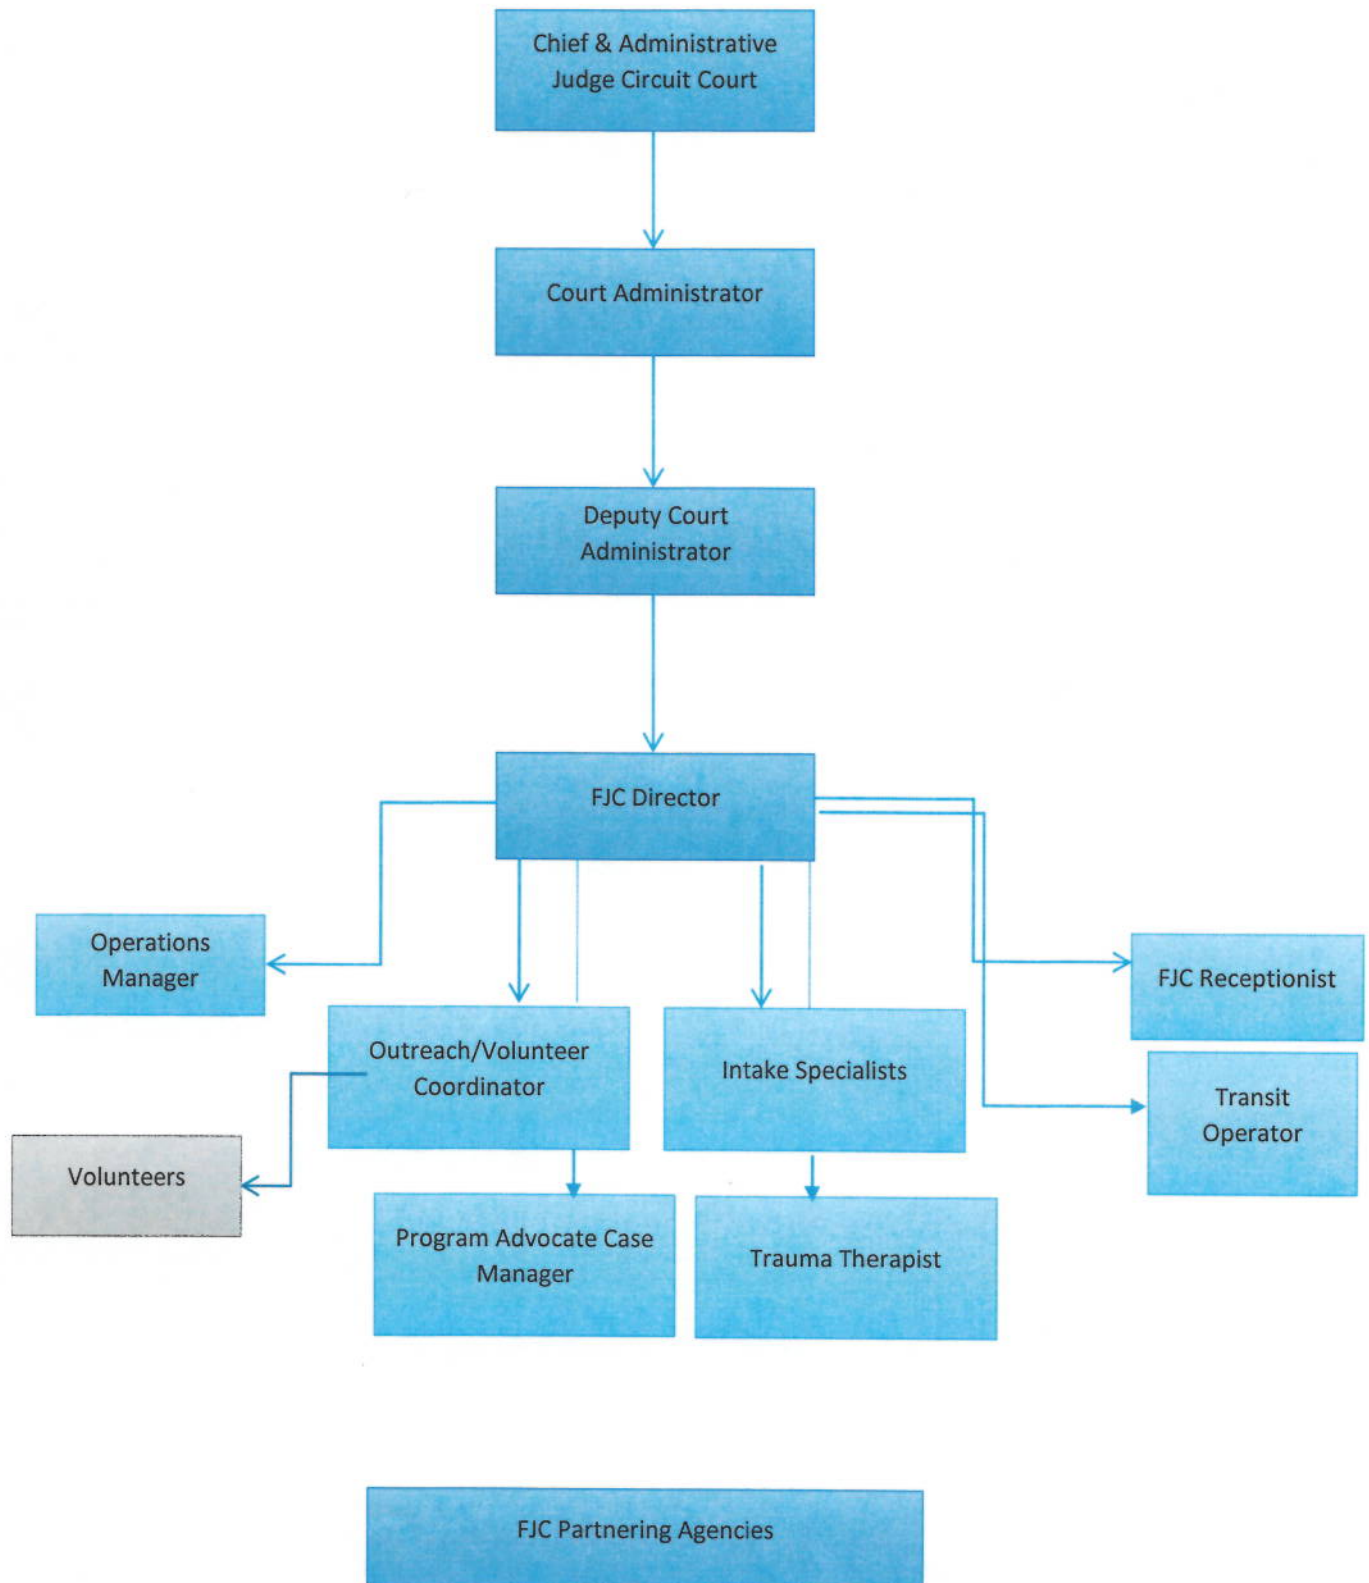 Chief & Administrative
Judge Circuit Court
Court Administrator
Deputy Court
Administrator
FJC Director
Operations
Manager
FJC Receptionist
Outreach/Volunteer
Coordinator
Intake Specialists
Transit
Operator
Volunteers
Program Advocate Case
Manager
Trauma Therapist
FJC Partnering Agencies